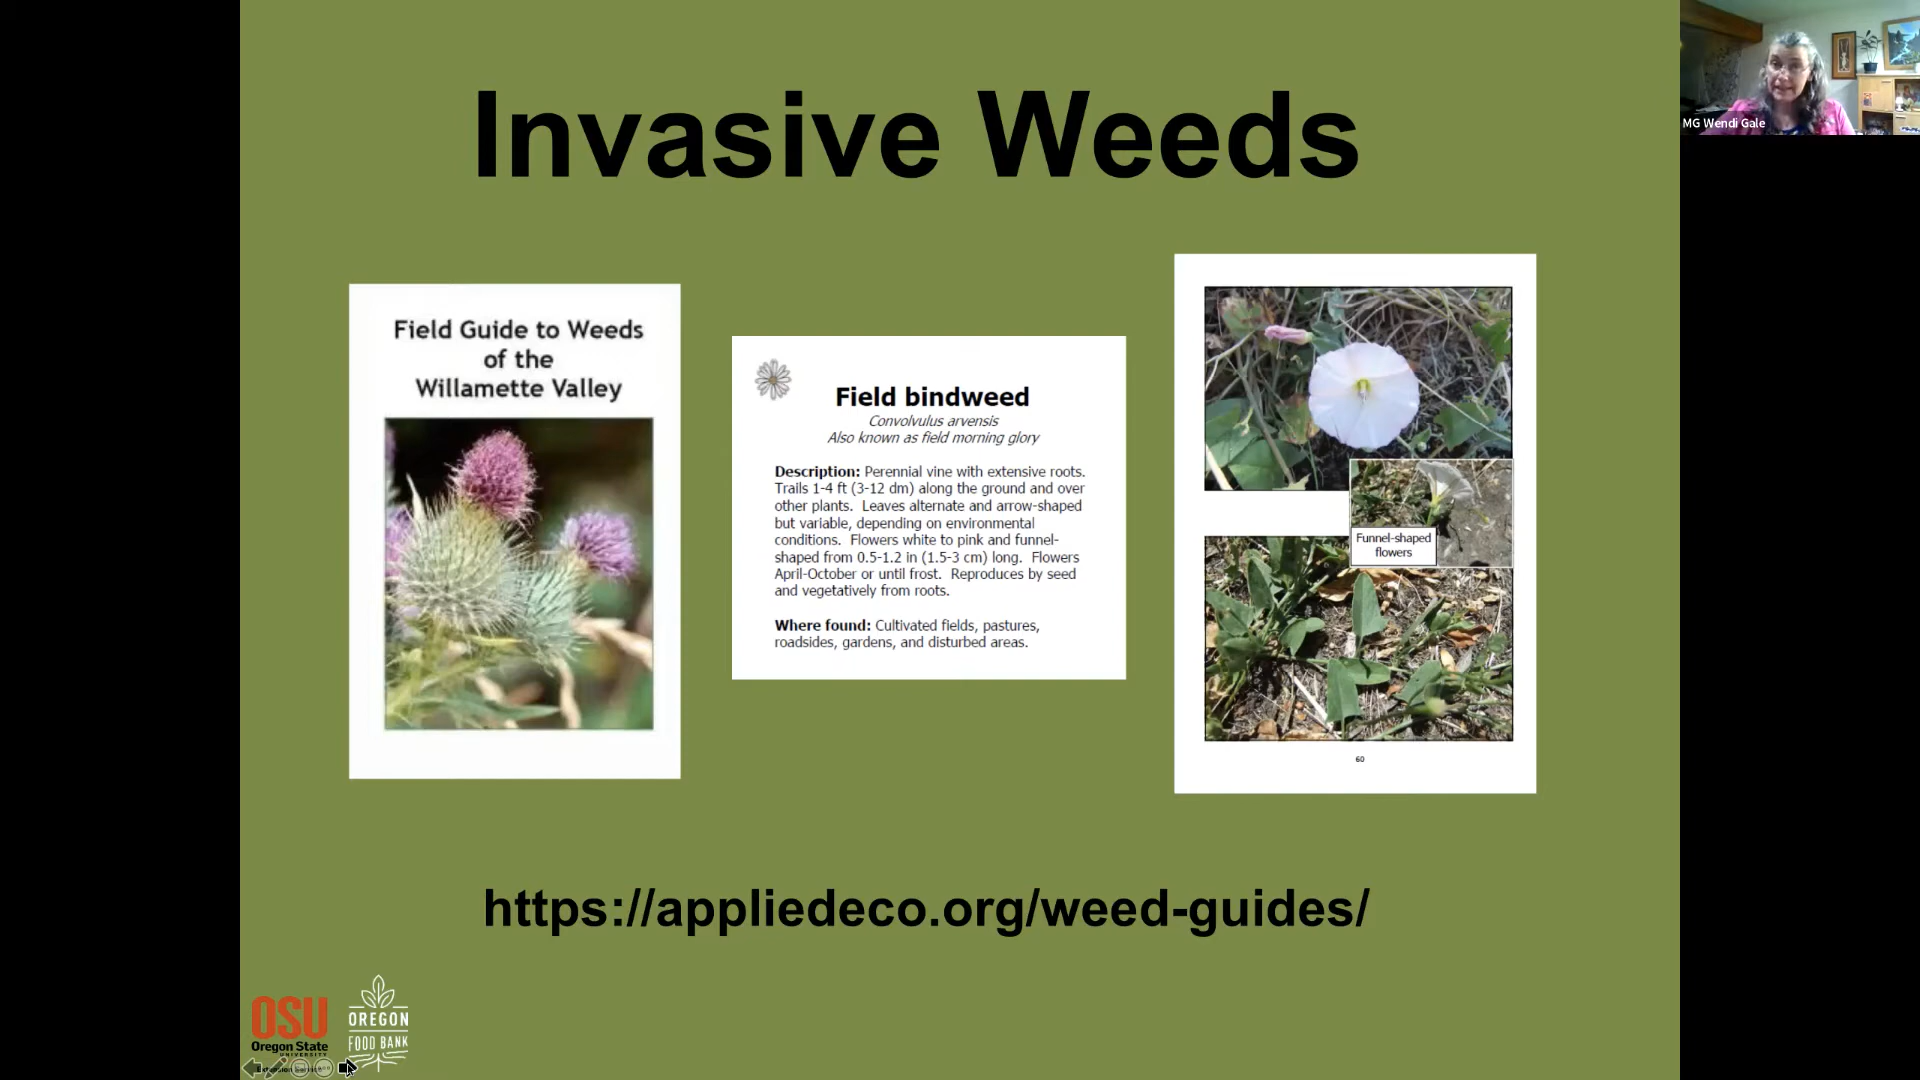 Invasive Weeds
MG Wendi Gale
Field Guide to Weeds
of the
Willamette Valley
Field bindweed
Convolvulus arvensis
Also known as field morning glory
Description: Perennial vine with extensive roots.
Trails 1-4 ft (3-12 dm) along the ground and over
other plants. Leaves alternate and arrow-shaped
but variable, depending on environmental
conditions. Flowers white to pink and funnel-
shaped from 0.5-1.2 in (1.5-3 cm) long. Flowers
April-October or until frost. Reproduces by seed
and vegetatively from roots.
Where found: Cultivated fields, pastures,
roadsides, gardens, and disturbed areas.
Funnel-shaped
flowers
60
https://appliedeco.org/weed-guides/
OSU
Oregon State
UNIVERSITY
OREGON
FOOD BANK